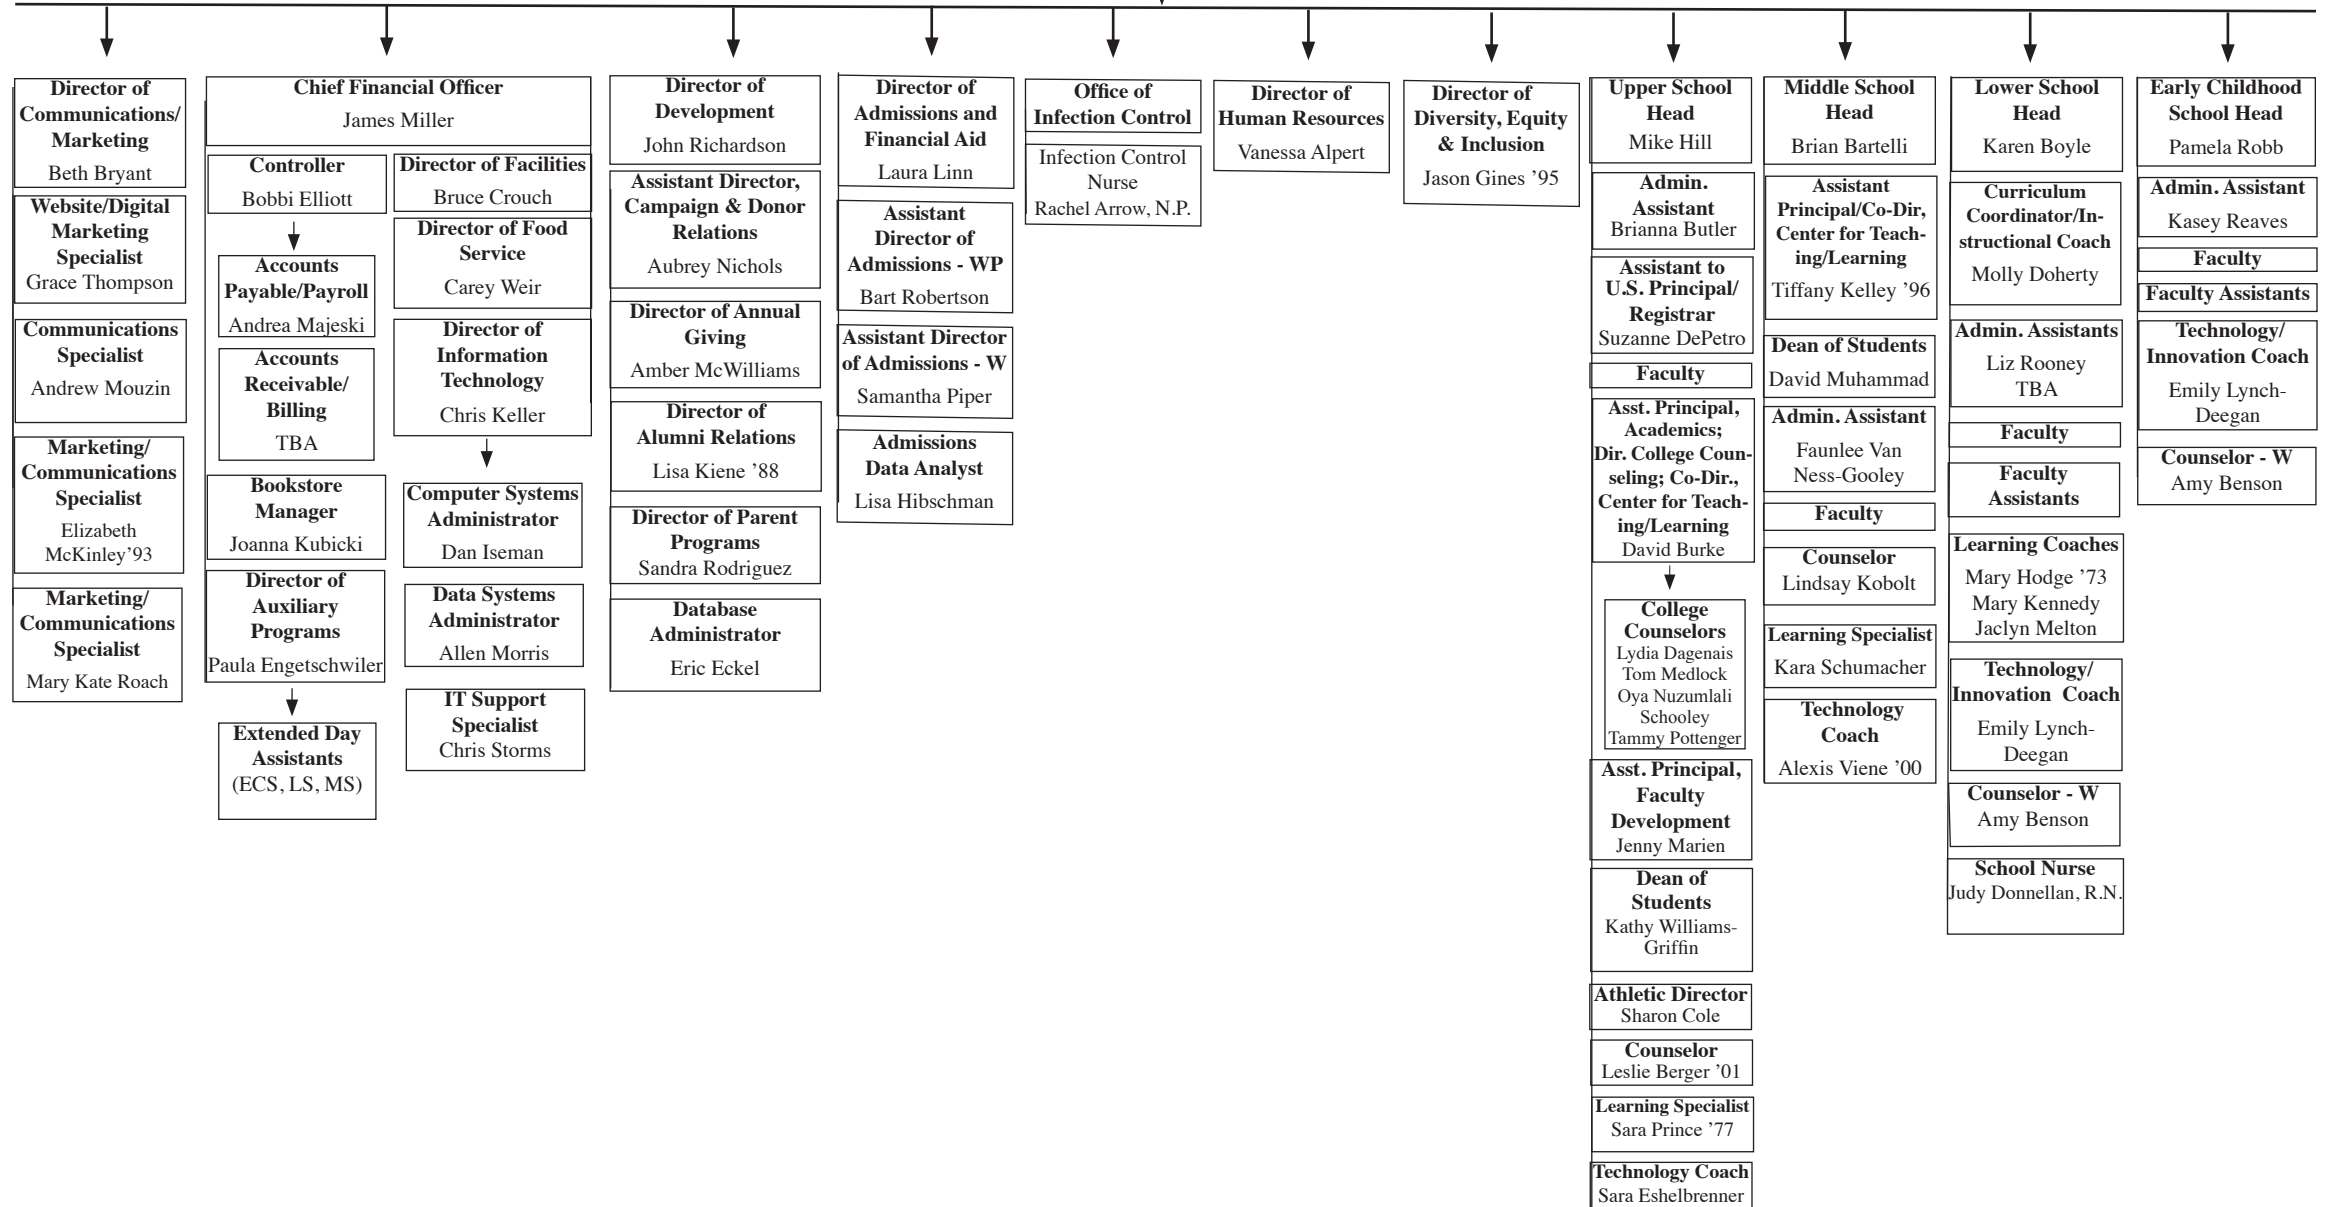 Director of
Communications/
Marketing
Beth Bryant
Website/Digital
Marketing
Specialist
Grace Thompson
Communications
Specialist
Andrew Mouzin
Marketing/
Communications
Specialist
Elizabeth
McKinley’93
Marketing/
Communications
Specialist
Mary Kate Roach
Chief Financial Officer
James Miller
Controller
Bobbi Elliott
Accounts
Payable/Payroll
Andrea Majeski
Accounts
Receivable/
Billing
TBA
Bookstore
Manager
Joanna Kubicki
Director of
Auxiliary
Programs
Paula Engetschwiler
Extended Day
Assistants
(ECS, LS, MS)
Director of Facilities
Bruce Crouch
Director of Food
Service
Carey Weir
Director of
Information
Technology
Chris Keller
Computer Systems
Administrator
Dan Iseman
Data Systems
Administrator
Allen Morris
IT Support
Specialist
Chris Storms
Director of
Development
John Richardson
Assistant Director,
Campaign & Donor
Relations
Aubrey Nichols
Director of Annual
Giving
Amber McWilliams
Director of
Alumni Relations
Lisa Kiene ’88
Director of Parent
Programs
Sandra Rodriguez
Database
Administrator
Eric Eckel
Director of
Admissions and
Financial Aid
Laura Linn
Assistant
Director of
Admissions - WP
Bart Robertson
Assistant Director
of Admissions - W
Samantha Piper
Admissions
Data Analyst
Lisa Hibschman
Office of
Infection Control
Infection Control
Nurse
Rachel Arrow, N.P.
Director of
Human Resources
Vanessa Alpert
Director of
Diversity, Equity
& Inclusion
Jason Gines ’95
Upper School
Head
Mike Hill
Admin.
Assistant
Brianna Butler
Assistant to
U.S. Principal/
Registrar
Suzanne DePetro
Faculty
Asst. Principal,
Academics;
Dir. College Coun-
seling; Co-Dir.,
Center for Teach-
ing/Learning
David Burke
College
Counselors
Lydia Dagenais
Tom Medlock
Oya Nuzumlali
Schooley
Tammy Pottenger
Asst. Principal,
Faculty
Development
Jenny Marien
Dean of
Students
Kathy Williams-
Griffin
Athletic Director
Sharon Cole
Counselor
Leslie Berger ’01
Learning Specialist
Sara Prince ’77
Technology Coach
Sara Eshelbrenner
Middle School
Head
Brian Bartelli
Assistant
Principal/Co-Dir,
Center for Teach-
ing/Learning
Tiffany Kelley ’96
Dean of Students
David Muhammad
Admin. Assistant
Faunlee Van
Ness-Gooley
Faculty
Counselor
Lindsay Kobolt
Learning Specialist
Kara Schumacher
Technology
Coach
Alexis Viene ’00
Lower School
Head
Karen Boyle
Curriculum
Coordinator/In-
structional Coach
Molly Doherty
Admin. Assistants
Liz Rooney
TBA
Faculty
Faculty
Assistants
Learning Coaches
Mary Hodge ’73
Mary Kennedy
Jaclyn Melton
Technology/
Innovation Coach
Emily Lynch-
Deegan
Counselor - W
Amy Benson
School Nurse
Judy Donnellan, R.N.
Early Childhood
School Head
Pamela Robb
Admin. Assistant
Kasey Reaves
Faculty
Faculty Assistants
Technology/
Innovation Coach
Emily Lynch-
Deegan
Counselor - W
Amy Benson